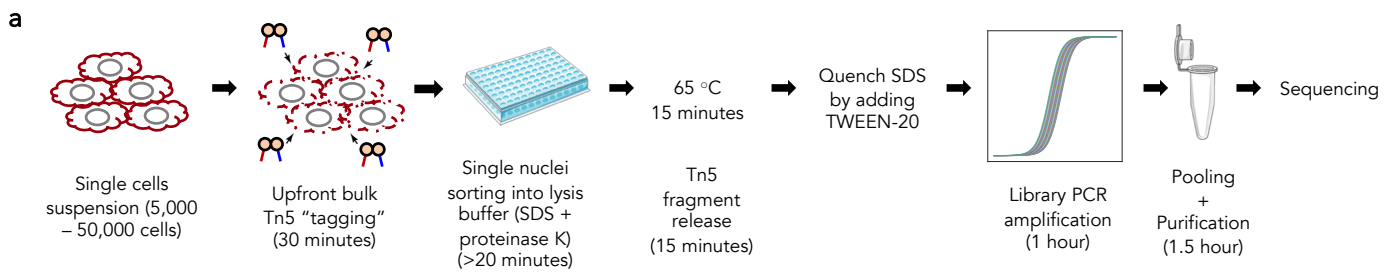 a
Single cells
suspension (5,000
– 50,000 cells)
Upfront bulk
Tn5 “tagging”
(30 minutes)
Single nuclei
sorting into lysis
buffer (SDS +
proteinase K)
(>20 minutes)
65 °C
15 minutes
Tn5
fragment
release
(15 minutes)
Quench SDS
by adding
TWEEN-20
Library PCR
amplification
(1 hour)
Pooling
+
Purification
(1.5 hour)
Sequencing